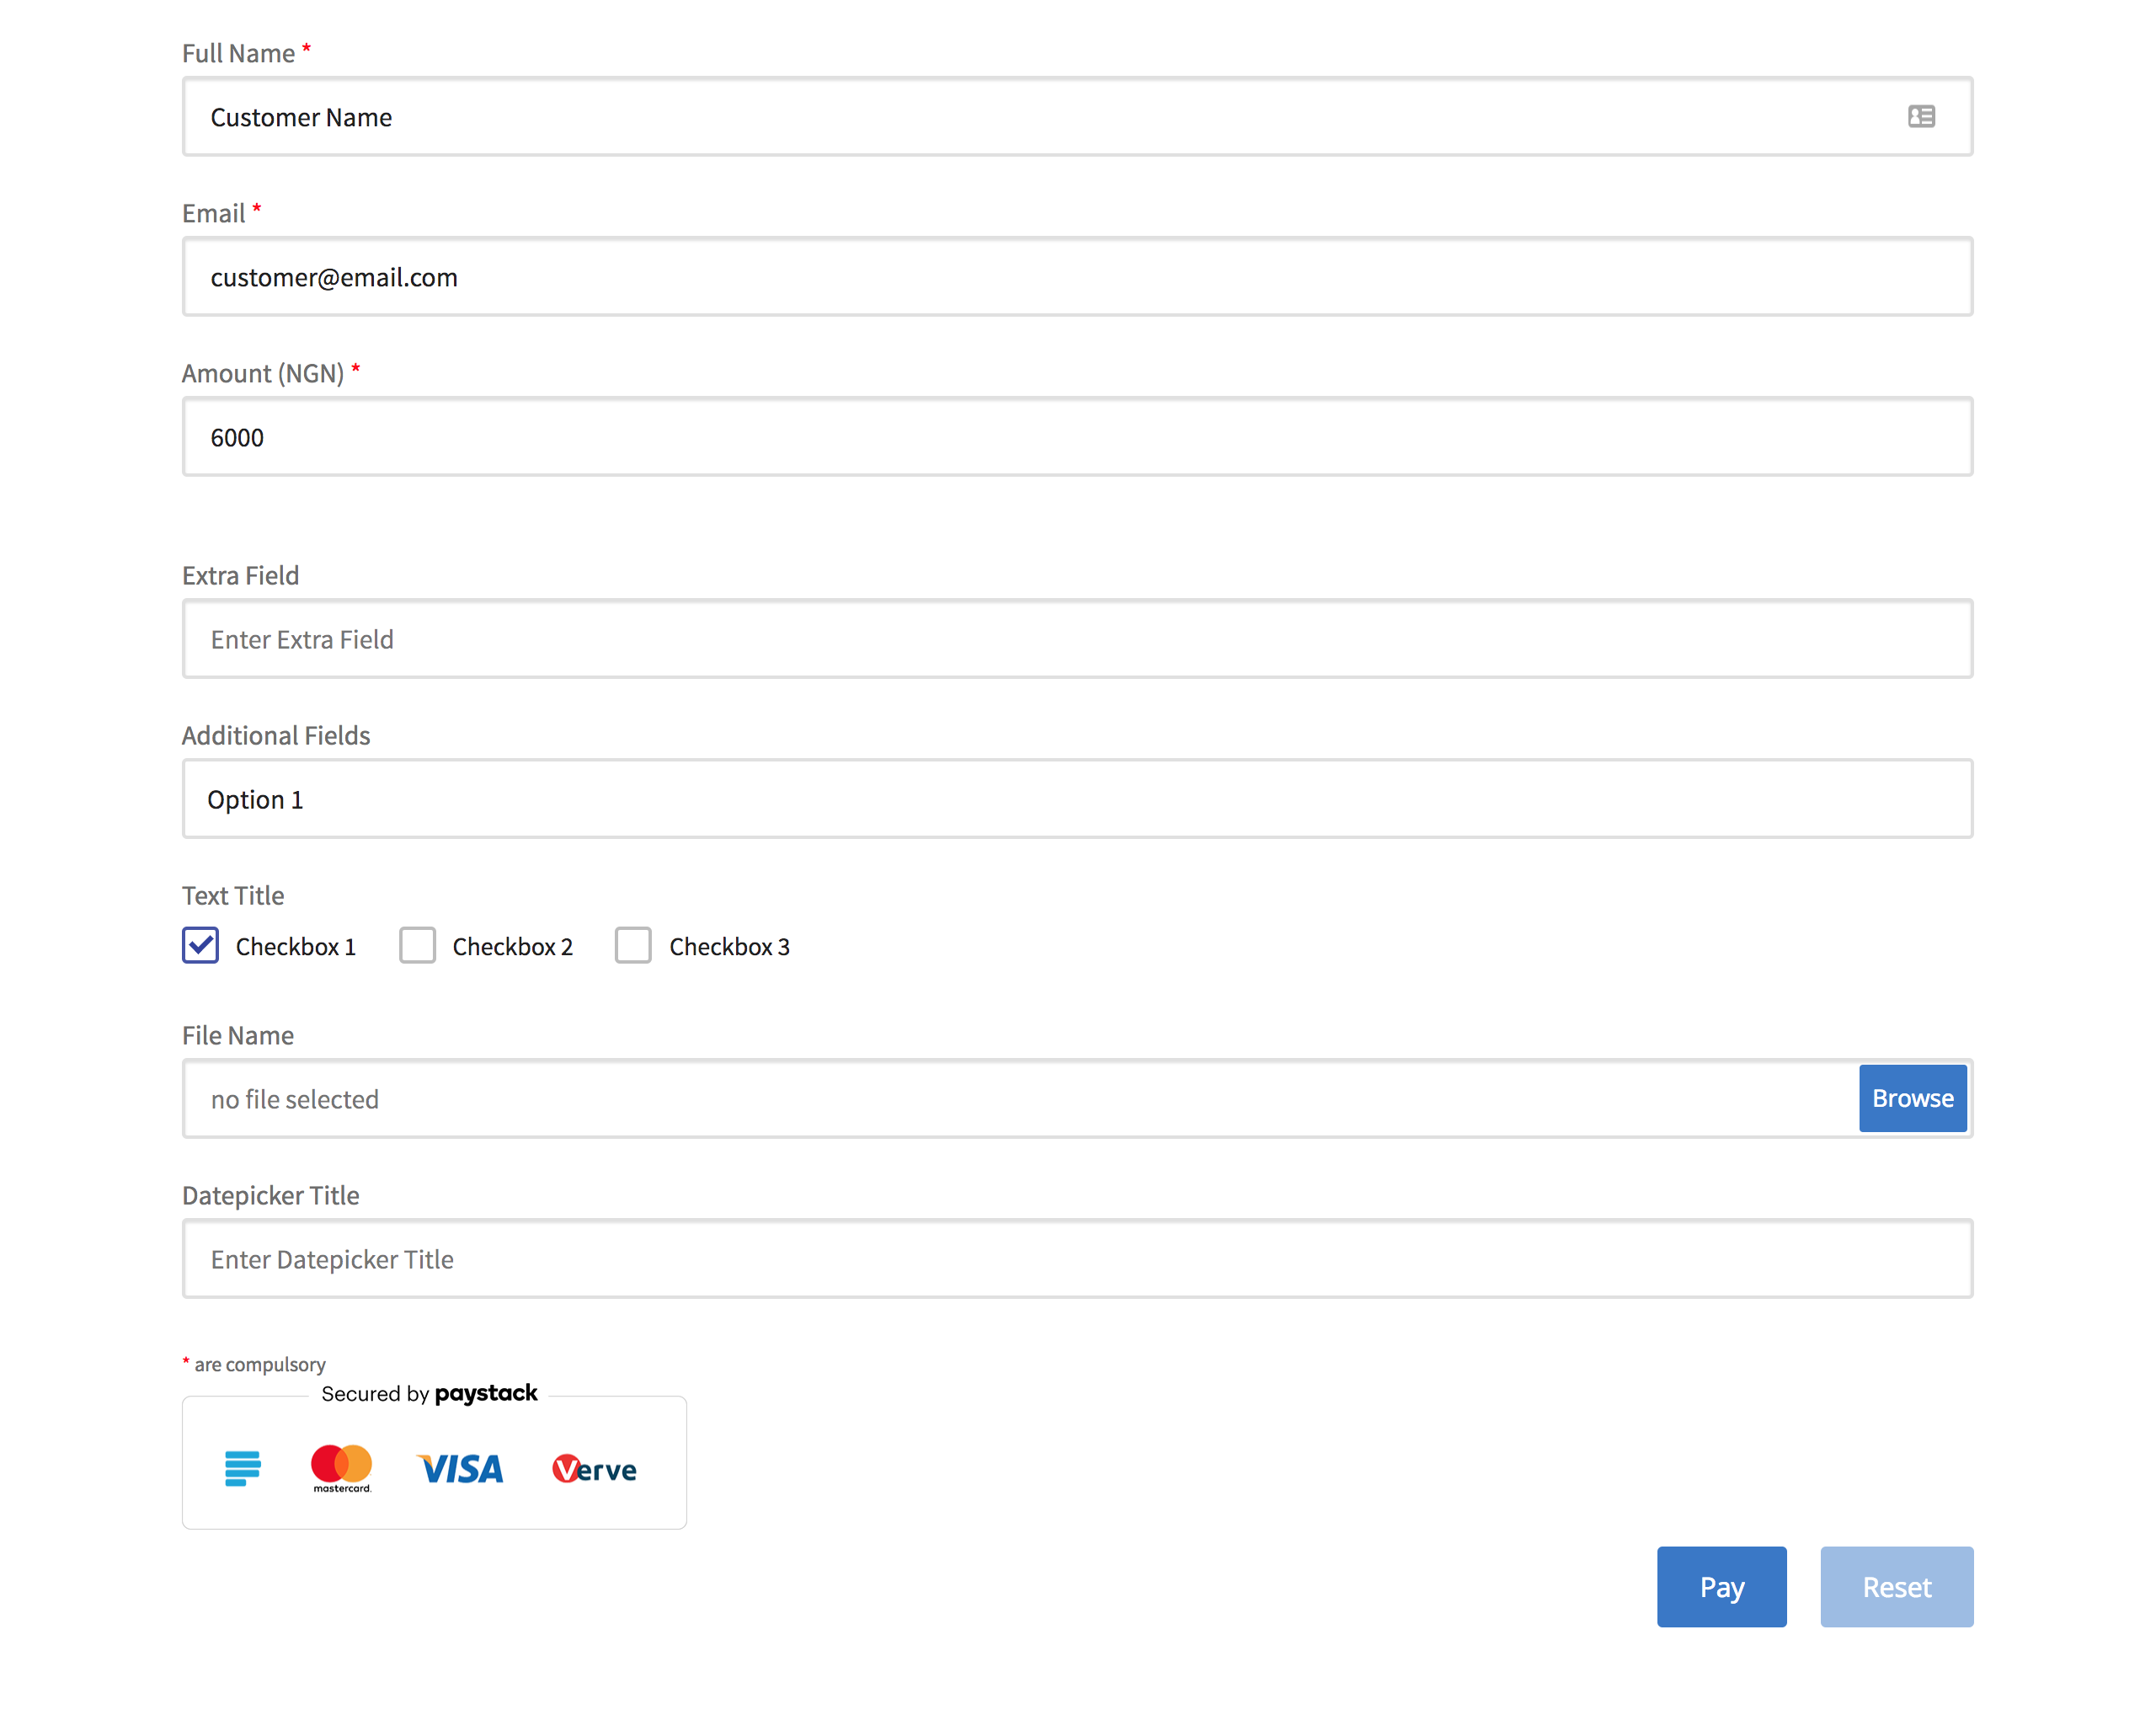 Full Name *
Customer Name
Email *
customer@email.com
Amount (NGN) *
6000
Extra Field
Enter Extra Field
Additional Fields
Option 1
Text Title
Checkbox 1 Checkbox 2 Checkbox 3
File Name
no file selected Browse
Datepicker Title
Enter Datepicker Title
* are compulsory
Secured by paystack
mastercard. VISA Verve
Pay Reset